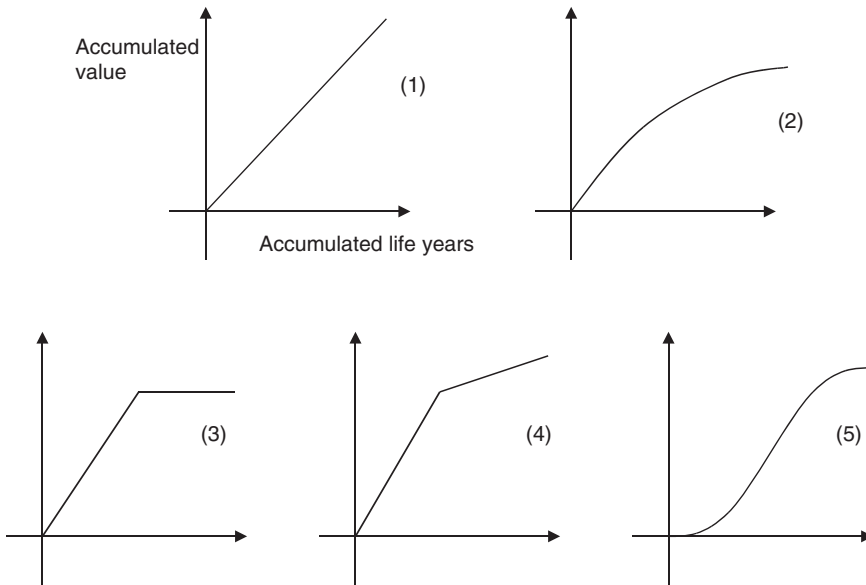 Accumulated
value
(1)
(2)
Accumulated life years
(3)
(4)
(5)